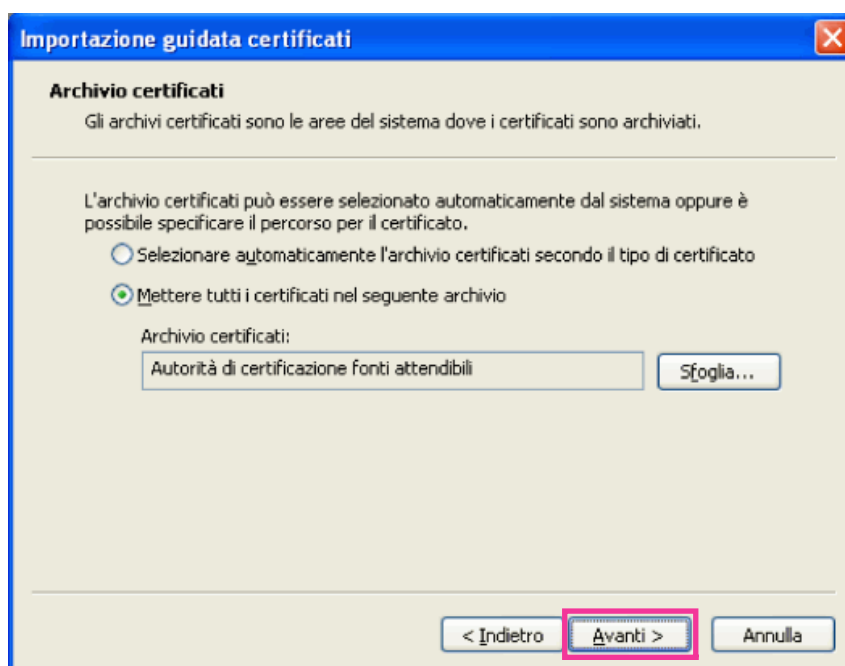 Importazione guidata certificati
Archivio certificati
Gli archivi certificati sono le aree del sistema dove i certificati sono archiviati.
L'archivio certificati può essere selezionato automaticamente dal sistema oppure è
possibile specificare il percorso per il certificato.
Selezionare automaticamente l'archivio certificati secondo il tipo di certificato
Mettere tutti i certificati nel seguente archivio
Archivio certificati:
Autorità di certificazione fonti attendibili
Sfoglia...
< Indietro
Avanti >
Annulla